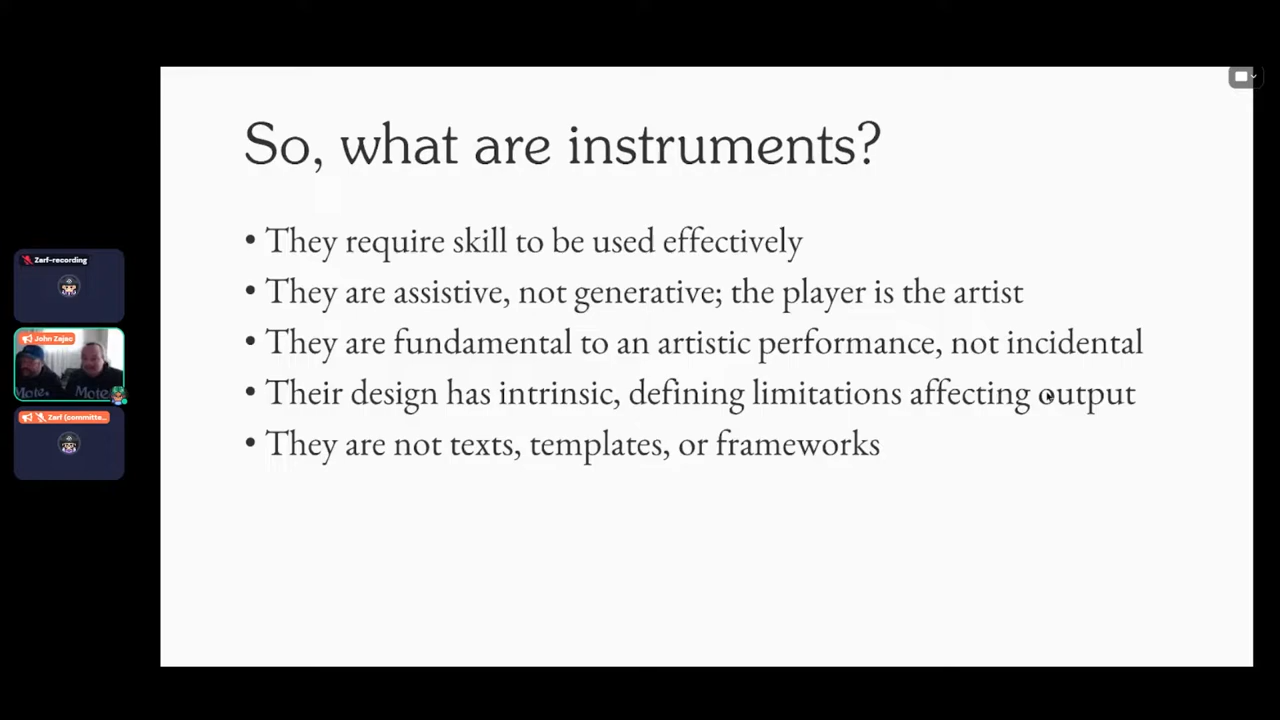 So, what are instruments?
• They require skill to be used effectively
• They are assistive, not generative; the player is the artist
• They are fundamental to an artistic performance, not incidental
• Their design has intrinsic, defining limitations affecting output
• They are not texts, templates, or frameworks
Zarf-recording
John Zajac
Mote
Mote
Zarf (committe...